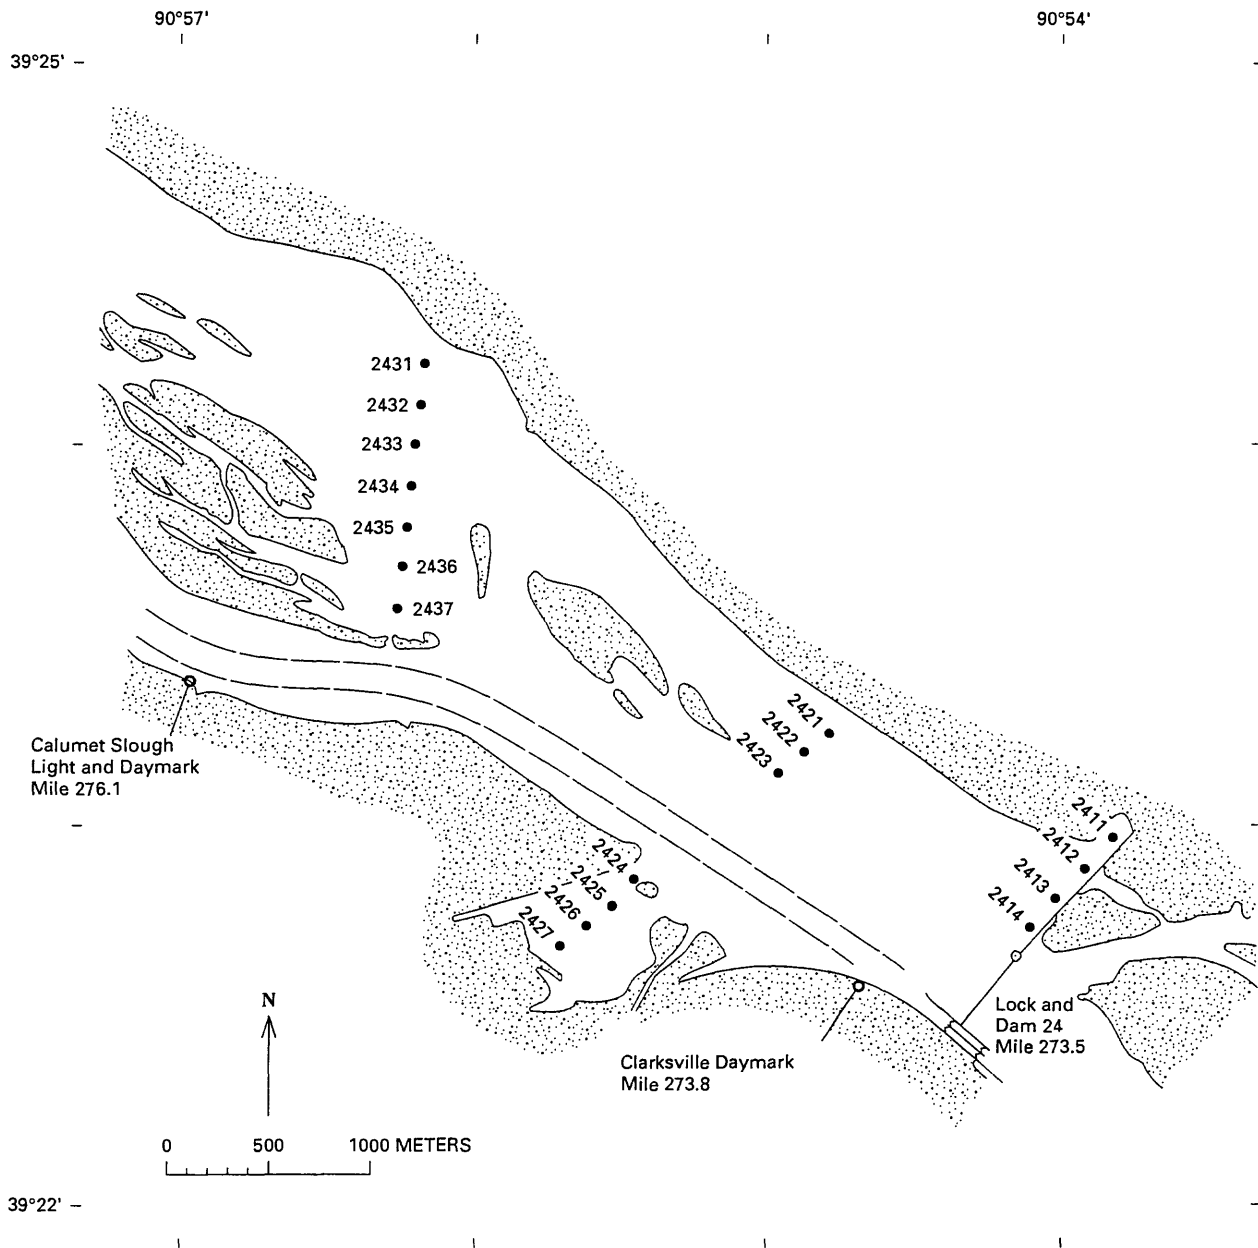 90°57'
90°54'
39°25'
2431
2432
2433
2434
2435
2436
2437
2421
2422
2423
Calumet Slough
Light and Daymark
Mile 276.1
2411
2412
2413
2414
2424
2425
2426
2427
N
Lock and
Dam 24
Mile 273.5
Clarksville Daymark
Mile 273.8
0 500 1000 METERS
39°22'